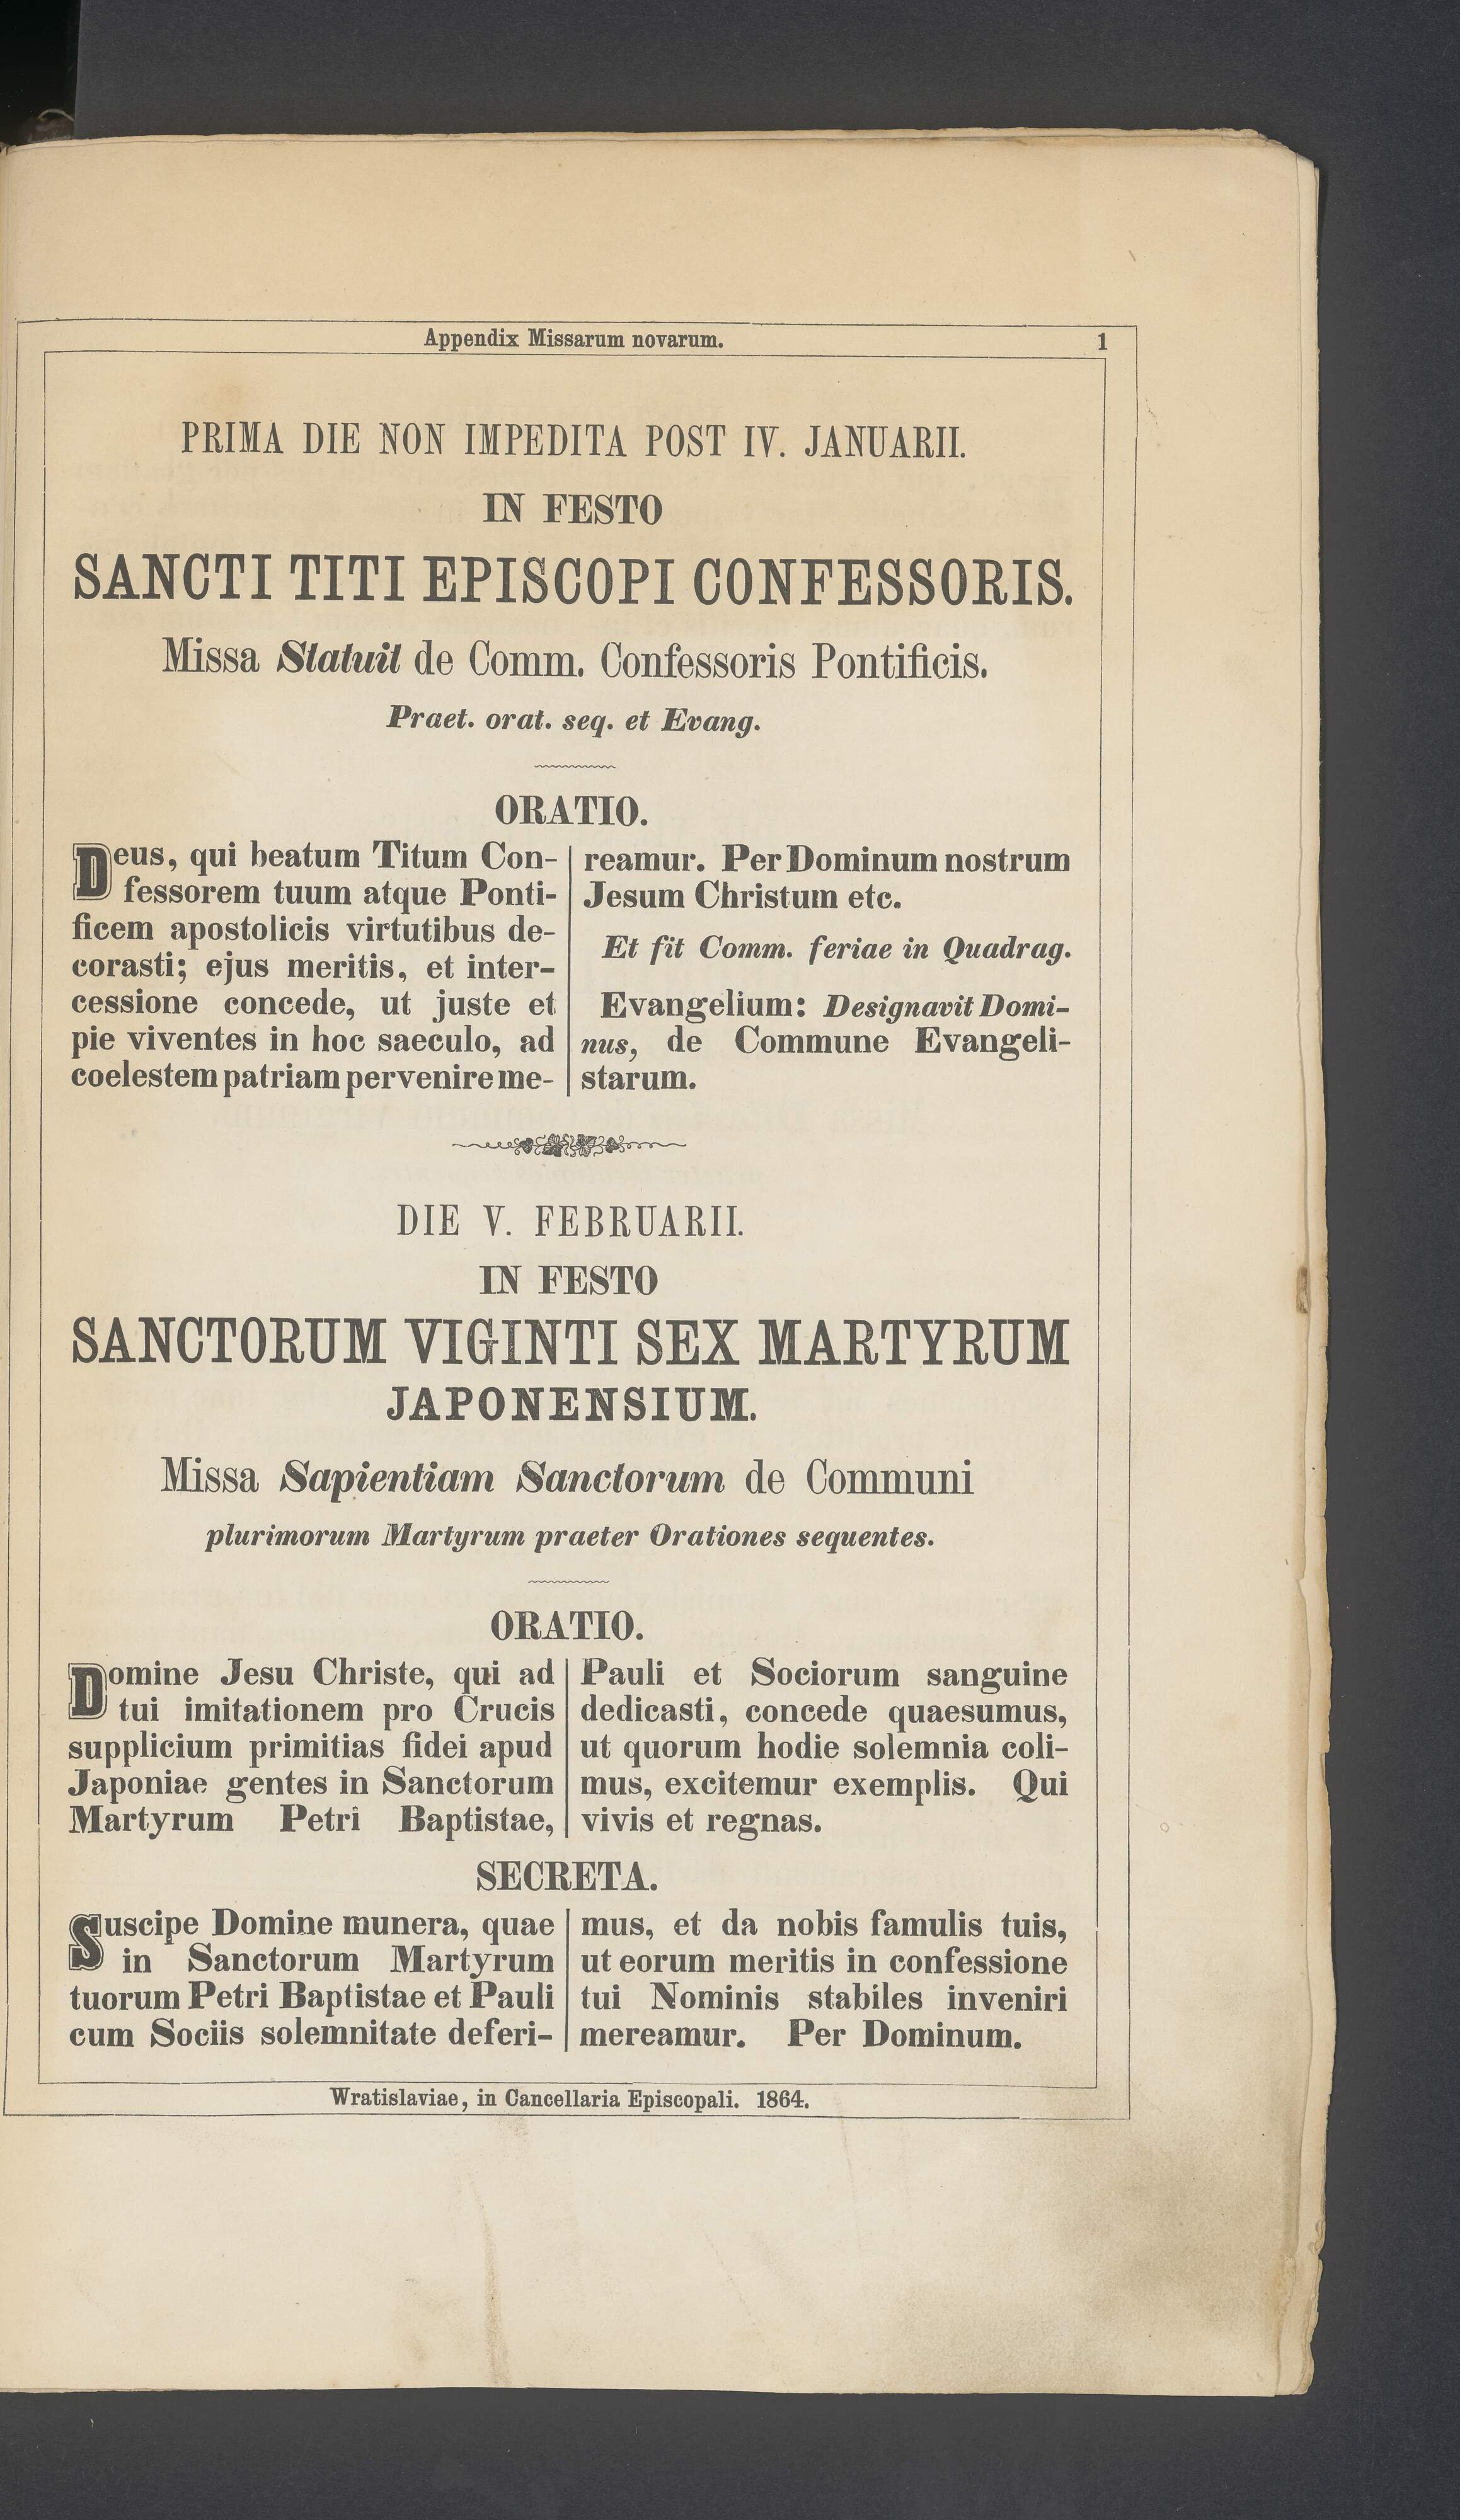 Appendix Missarum novarum.
1
PRIMA DIE NON IMPEDITA POST IV. JANUARII.
IN FESTO
SANCTI TITI EPISCOPI CONFESSORIS.
Missa Statuit de Comm. Confessoris Pontificis.
Praet. orat. seq. et Evang.
ORATIO.
Deus, qui beatum Titum Con-
fessorem tuum atque Ponti-
ficem apostolicis virtutibus de-
corasti; ejus meritis, et inter-
cessione concede, ut juste et
pie viventes in hoc saeculo, ad
coelestem patriam pervenire me-
reamur. Per Dominum nostrum
Jesum Christum etc.
Et fit Comm. feriae in Quadrag.
Evangelium: Designavit Domi-
nus, de Commune Evangeli-
starum.
DIE V. FEBRUARII.
IN FESTO
SANCTORUM VIGINTI SEX MARTYRUM
JAPONENSIUM.
Missa Sapientiam Sanctorum de Communi
plurimorum Martyrum praeter Orationes sequentes.
ORATIO.
Domine Jesu Christe, qui ad
tui imitationem pro Crucis
supplicium primitias fidei apud
Japoniae gentes in Sanctorum
Martyrum Petri Baptistae,
Pauli et Sociorum sanguine
dedicasti, concede quaesumus,
ut quorum hodie solemnia coli-
mus, excitemur exemplis. Qui
vivis et regnas.
SECRETA.
Suscipe Domine munera, quae
in Sanctorum Martyrum
tuorum Petri Baptistae et Pauli
cum Sociis solemnitate deferi-
mus, et da nobis famulis tuis,
ut eorum meritis in confessione
tui Nominis stabiles inveniri
mereamur. Per Dominum.
Wratislaviae, in Cancellaria Episcopali. 1864.